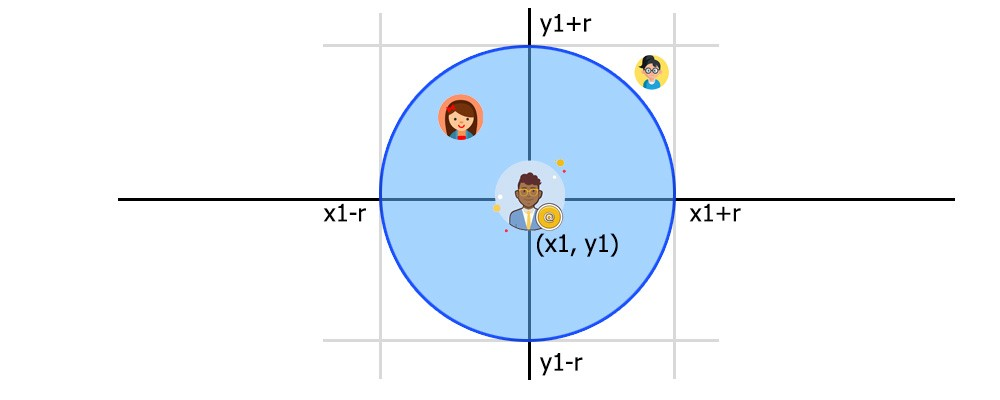 y1+r
x1-r
x1+r
(x1, y1)
y1-r